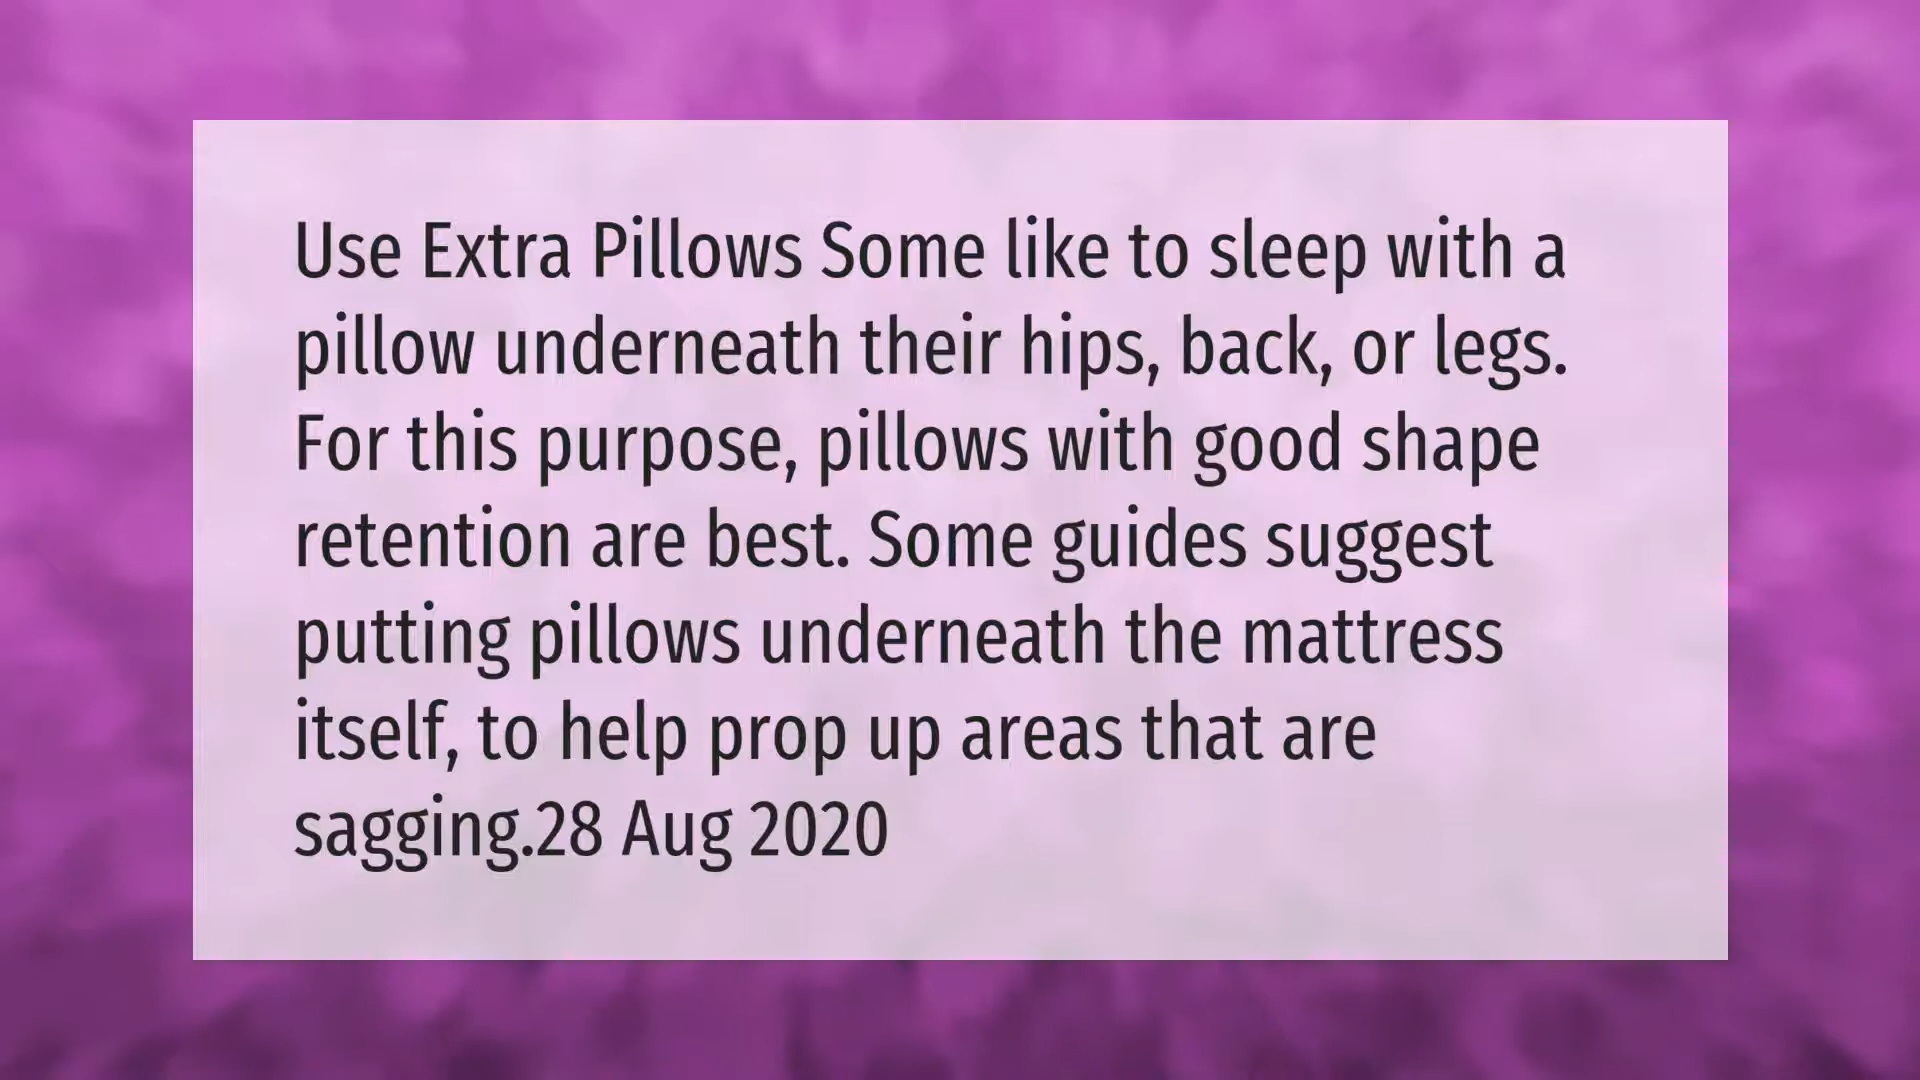 Use Extra Pillows Some like to sleep with a
pillow underneath their hips, back, or legs.
For this purpose, pillows with good shape
retention are best. Some guides suggest
putting pillows underneath the mattress
itself, to help prop up areas that are
sagging.28 Aug 2020